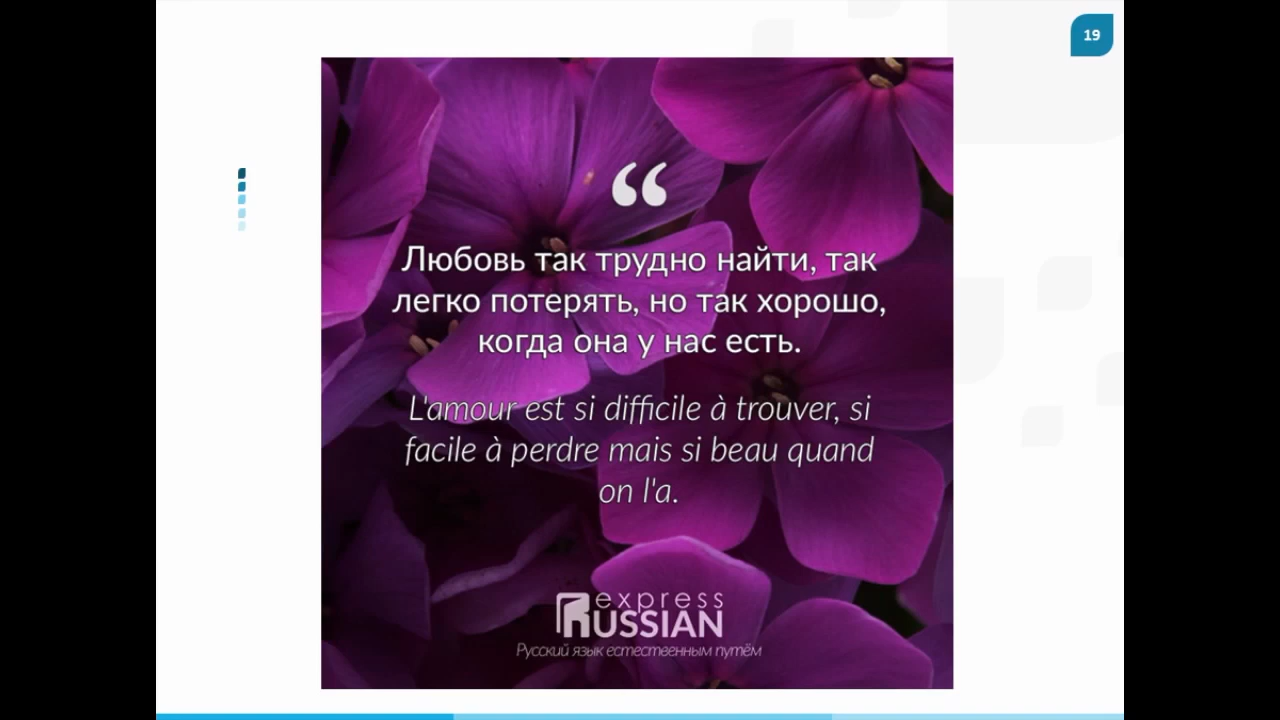 19
“
Любовь так трудно найти, так
легко потерять, но так хорошо,
когда она у нас есть.
L'amour est si difficile à trouver, si
facile à perdre mais si beau quand
on l'a.
express
RUSSIAN
Русский язык естественным путём